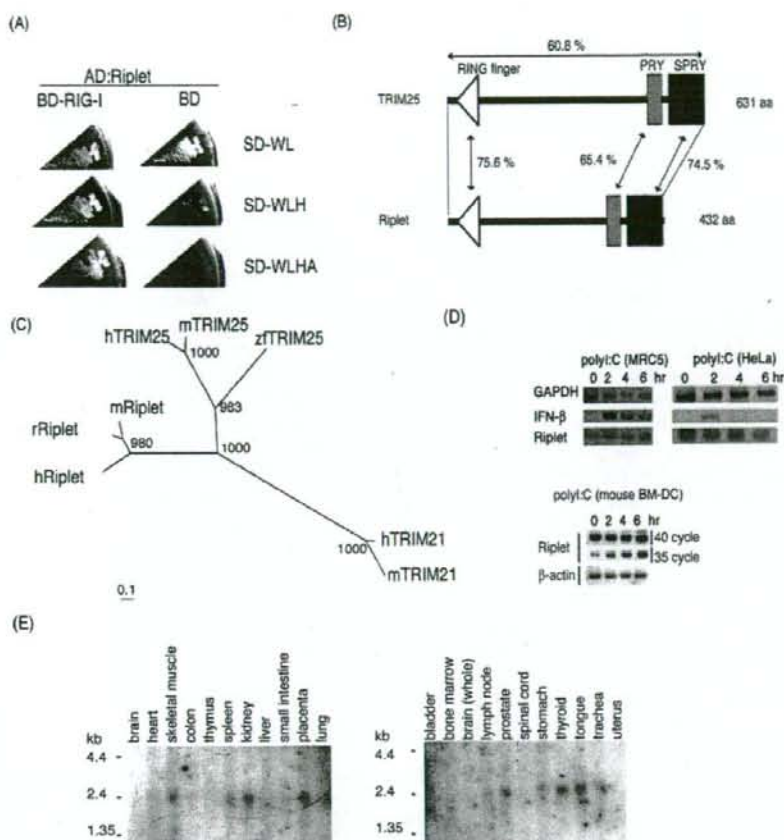 (A)
AD:Riplet
BD-RIG-I BD
SD-WL
SD-WLH
SD-WLHA
(B)
60.8 %
RING finger PRY SPRY
TRIM25 631 aa
75.6 % 65.4 % 74.5 %
Riplet 432 aa
(C)
hTRIM25 mTRIM25 zfTRIM25
1000
983
mRiplet
rRiplet
980 1000
hRiplet
hTRIM21
1000
mTRIM21
0.1
(D)
polyI:C (MRC5) polyI:C (HeLa)
0 2 4 6 hr 0 2 4 6 hr
GAPDH
IFN-β
Riplet
polyI:C (mouse BM-DC)
0 2 4 6 hr
Riplet 40 cycle
35 cycle
β-actin
(E)
brain heart skeletal muscle colon thymus spleen kidney liver small intestine placenta lung
kb
4.4
2.4
1.35
bladder bone marrow brain (whole) lymph node prostate spinal cord stomach thyroid tongue trachea uterus
kb
4.4
2.4
1.35